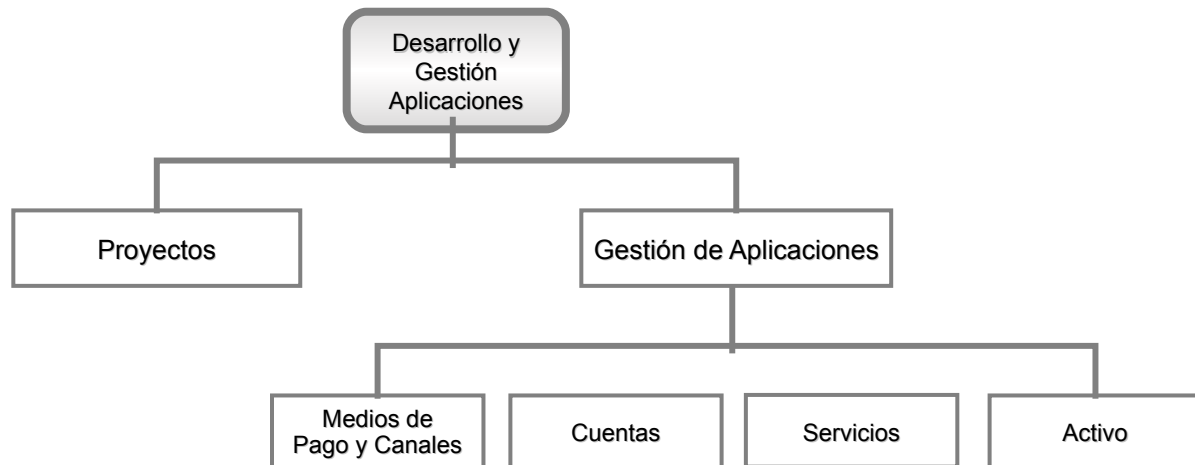 Desarrollo y
Gestión
Aplicaciones
Proyectos
Gestión de Aplicaciones
Medios de
Pago y Canales
Cuentas
Servicios
Activo